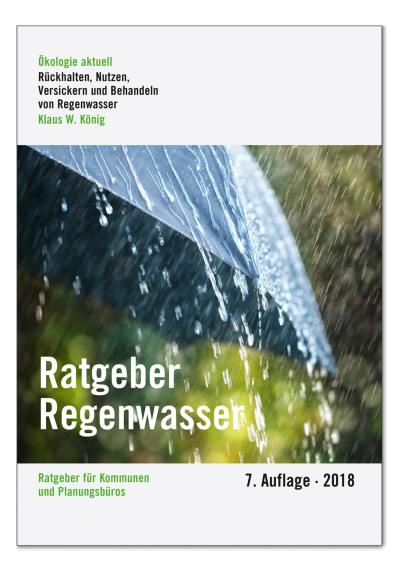 Ökologie aktuell
Rückhalten, Nutzen,
Versickern und Behandeln
von Regenwasser
Klaus W. König
Ratgeber
Regenwasser
Ratgeber für Kommunen
und Planungsbüros
7. Auflage · 2018